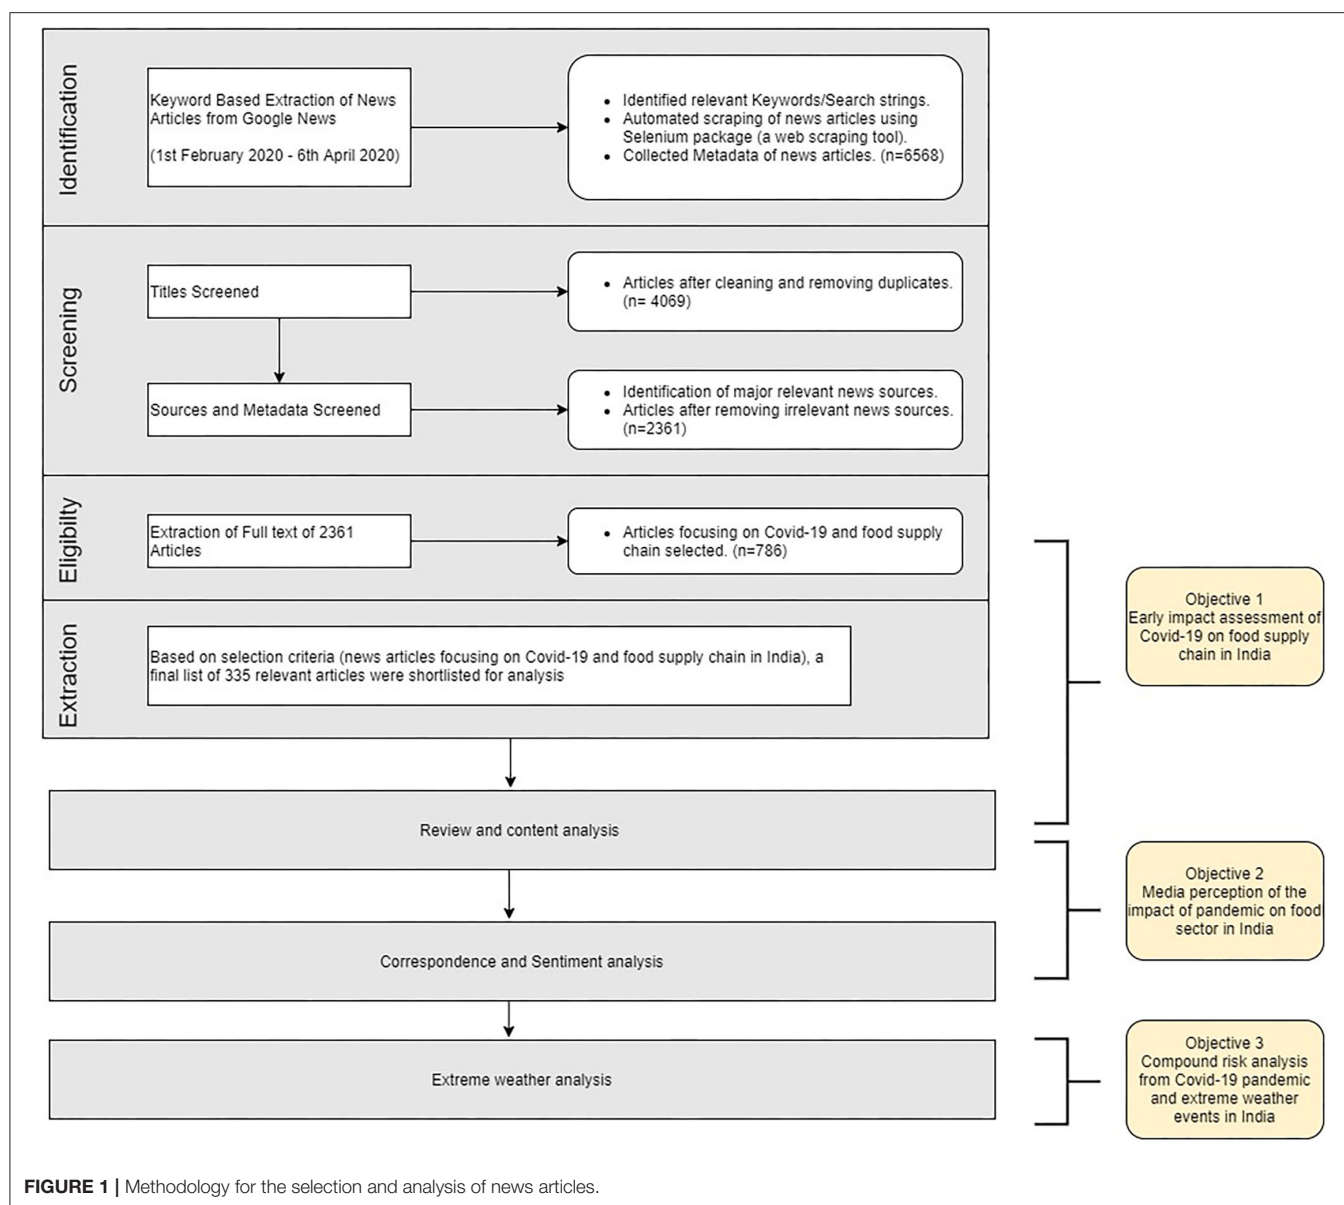 Identification
Keyword Based Extraction of News
Articles from Google News
(1st February 2020 - 6th April 2020)
• Identified relevant Keywords/Search strings.
• Automated scraping of news articles using
Selenium package (a web scraping tool).
• Collected Metadata of news articles. (n=6568)
Screening
Titles Screened
• Articles after cleaning and removing duplicates.
(n= 4069)
Sources and Metadata Screened
• Identification of major relevant news sources.
• Articles after removing irrelevant news sources.
(n=2361)
Eligibilty
Extraction of Full text of 2361
Articles
• Articles focusing on Covid-19 and food supply
chain selected. (n=786)
Extraction
Based on selection criteria (news articles focusing on Covid-19 and food supply chain in India), a
final list of 335 relevant articles were shortlisted for analysis
Objective 1
Early impact assessment of
Covid-19 on food supply
chain in India
Review and content analysis
Objective 2
Media perception of the
impact of pandemic on food
sector in India
Correspondence and Sentiment analysis
Objective 3
Compound risk analysis
from Covid-19 pandemic
and extreme weather
events in India
Extreme weather analysis
FIGURE 1 | Methodology for the selection and analysis of news articles.